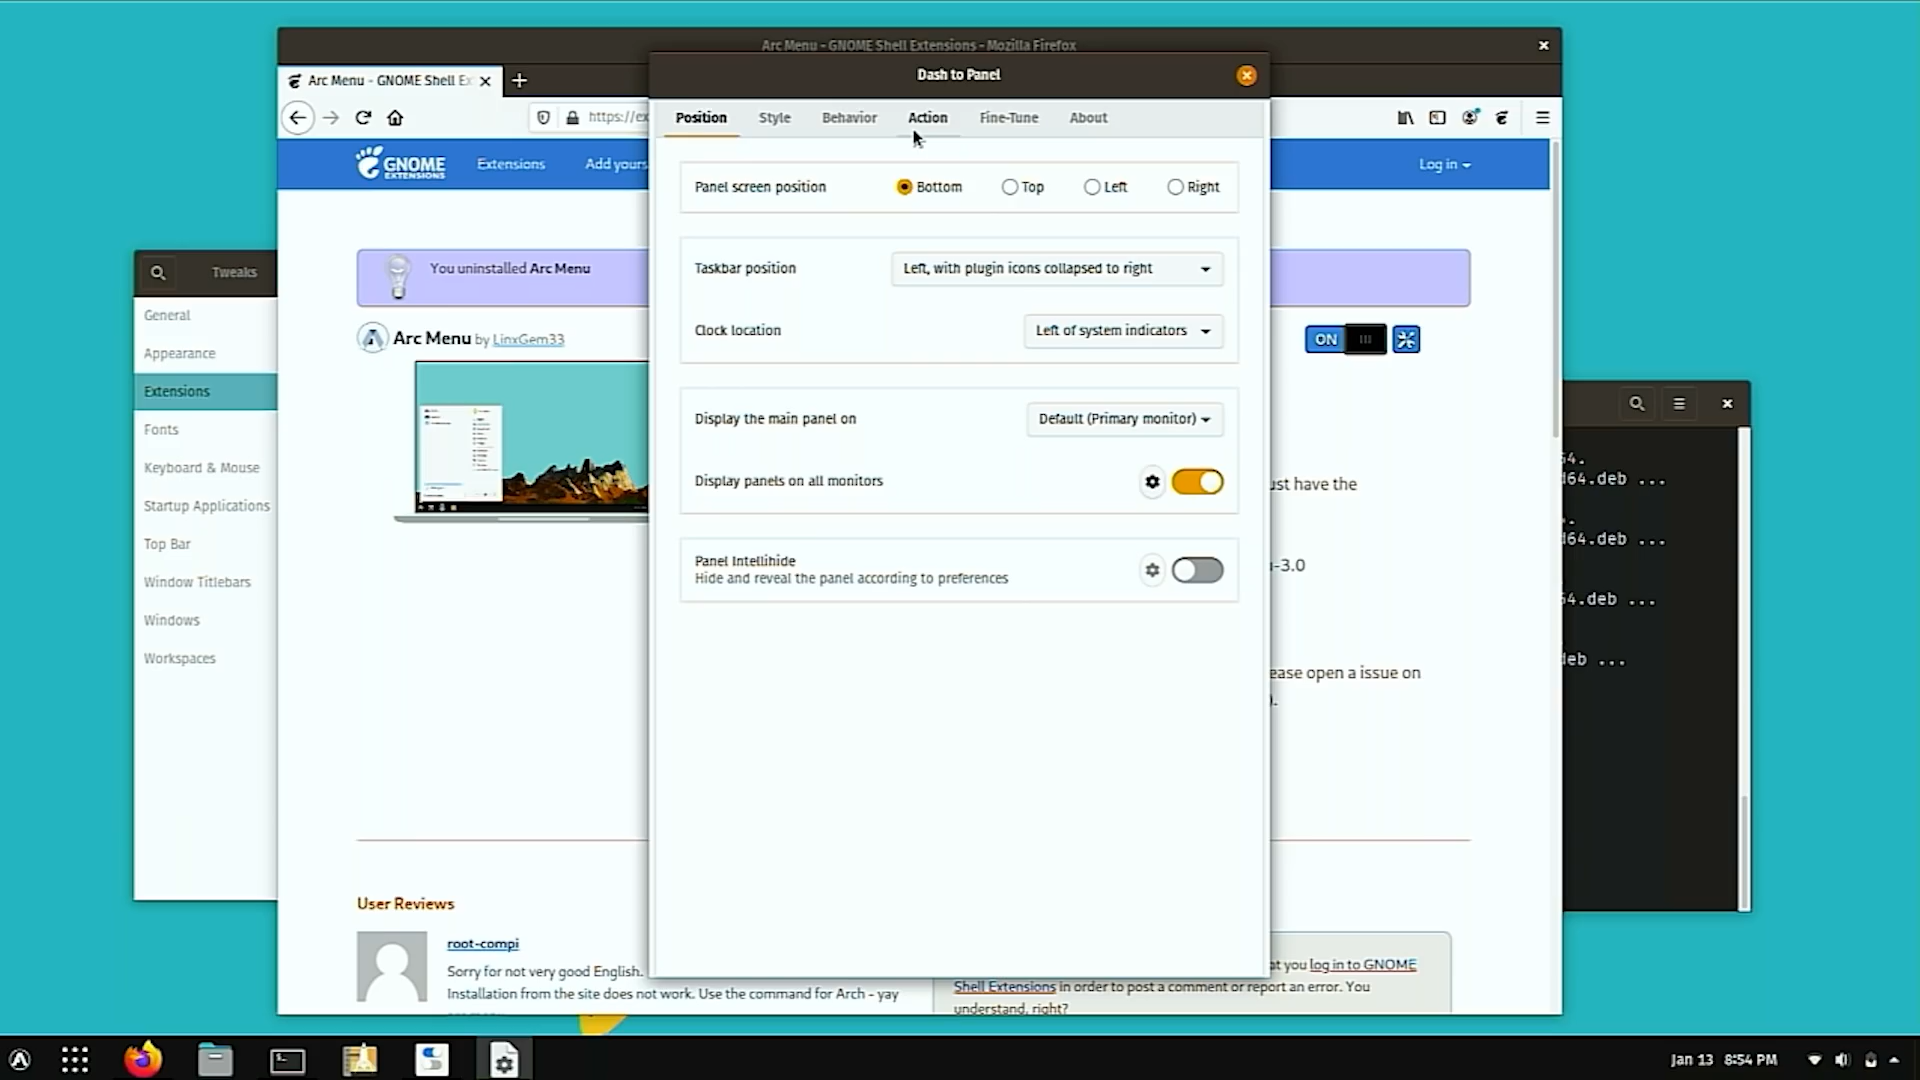 Arc Menu - GNOME Shell Extensions - Mozilla Firefox
Arc Menu - GNOME Shell Ex
https://ex
GNOME
EXTENSIONS
Extensions
Add yours
Log in
You uninstalled Arc Menu
Arc Menu by LinxGem33
ON
ust have the
-3.0
ease open a issue on
User Reviews
root-compi
Sorry for not very good English.
Installation from the site does not work. Use the command for Arch - yay
at you log in to GNOME
Shell Extensions in order to post a comment or report an error. You
understand, right?
Tweaks
General
Appearance
Extensions
Fonts
Keyboard & Mouse
Startup Applications
Top Bar
Window Titlebars
Windows
Workspaces
Dash to Panel
Position
Style
Behavior
Action
Fine-Tune
About
Panel screen position
Bottom
Top
Left
Right
Taskbar position
Left, with plugin icons collapsed to right
Clock location
Left of system indicators
Display the main panel on
Default (Primary monitor)
Display panels on all monitors
Panel Intellihide
Hide and reveal the panel according to preferences
64.
d64.deb ...
d64.deb ...
64.deb ...
deb ...
Jan 13 8:54 PM